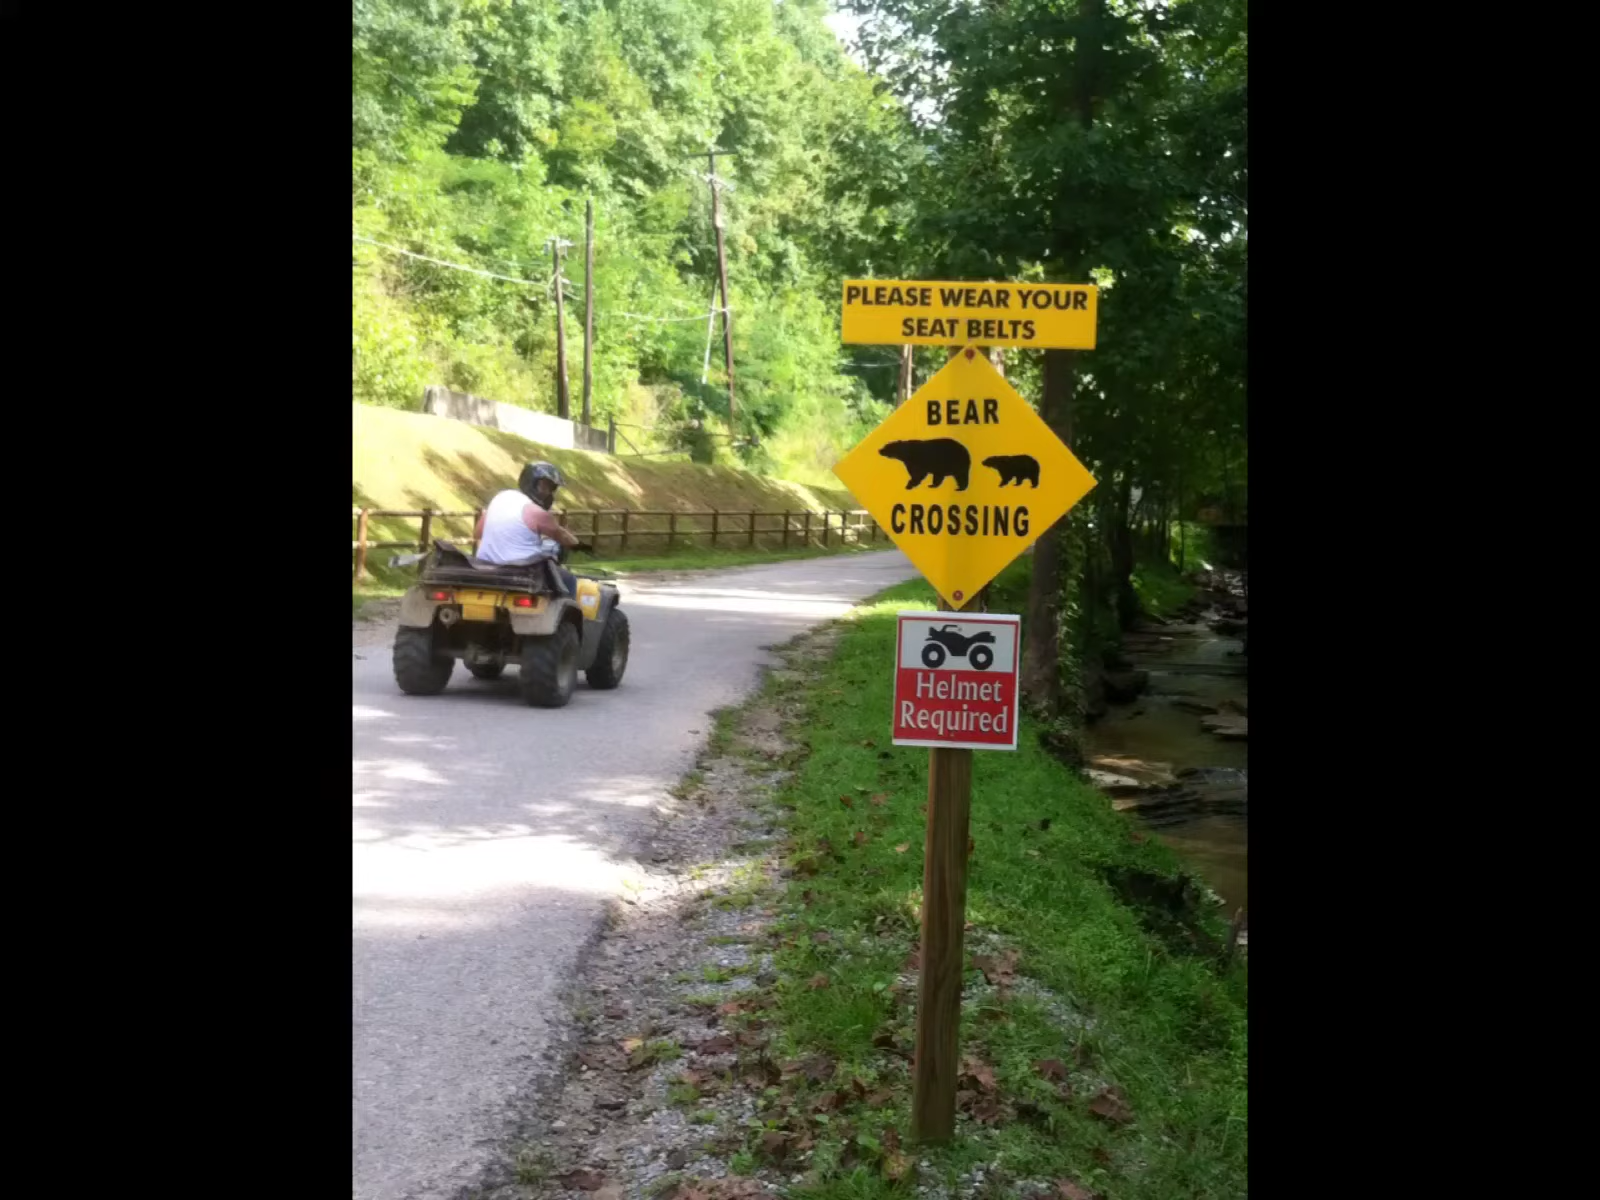 PLEASE WEAR YOUR
SEAT BELTS
BEAR
CROSSING
Helmet
Required